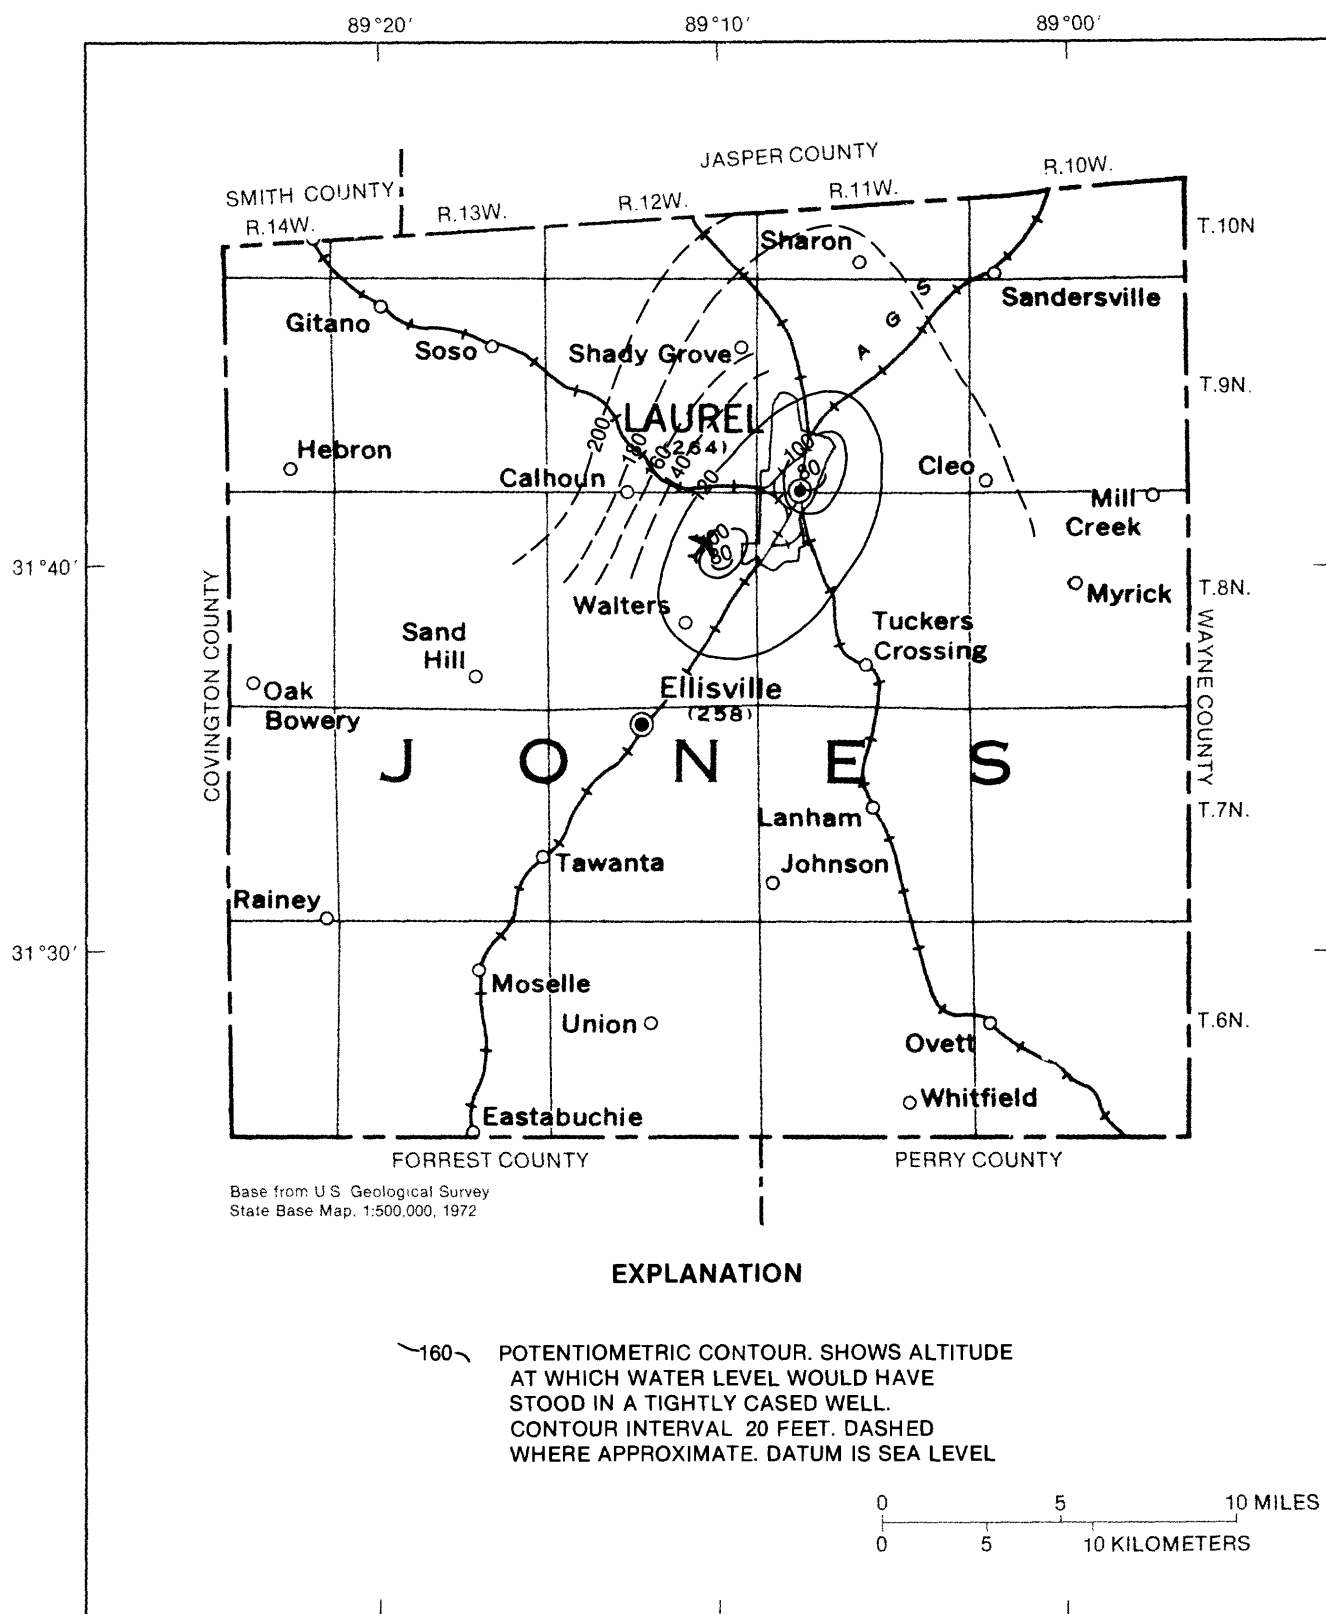 89°20′ 89°10′ 89°00′
JASPER COUNTY
SMITH COUNTY
R.14W. R.13W. R.12W. R.11W. R.10W.
T.10N
Sharon
Sandersville
Gitano
Soso
Shady Grove
A G S
T.9N.
LAUREL
(264)
200
180
160
140
120
100
80
Hebron
Calhoun
Cleo
Mill
Creek
80
31°40′
T.8N.
Myrick
Walters
Tuckers
Crossing
Sand
Hill
COVINGTON COUNTY
WAYNE COUNTY
Oak
Bowery
Ellisville
(258)
J O N E S
Lanham
T.7N.
Tawanta
Johnson
Rainey
31°30′
Moselle
Union
T.6N.
Ovett
Whitfield
Eastabuchie
FORREST COUNTY PERRY COUNTY
Base from U S Geological Survey
State Base Map, 1:500,000, 1972
EXPLANATION
160 POTENTIOMETRIC CONTOUR. SHOWS ALTITUDE
AT WHICH WATER LEVEL WOULD HAVE
STOOD IN A TIGHTLY CASED WELL.
CONTOUR INTERVAL 20 FEET. DASHED
WHERE APPROXIMATE. DATUM IS SEA LEVEL
0 5 10 MILES
0 5 10 KILOMETERS